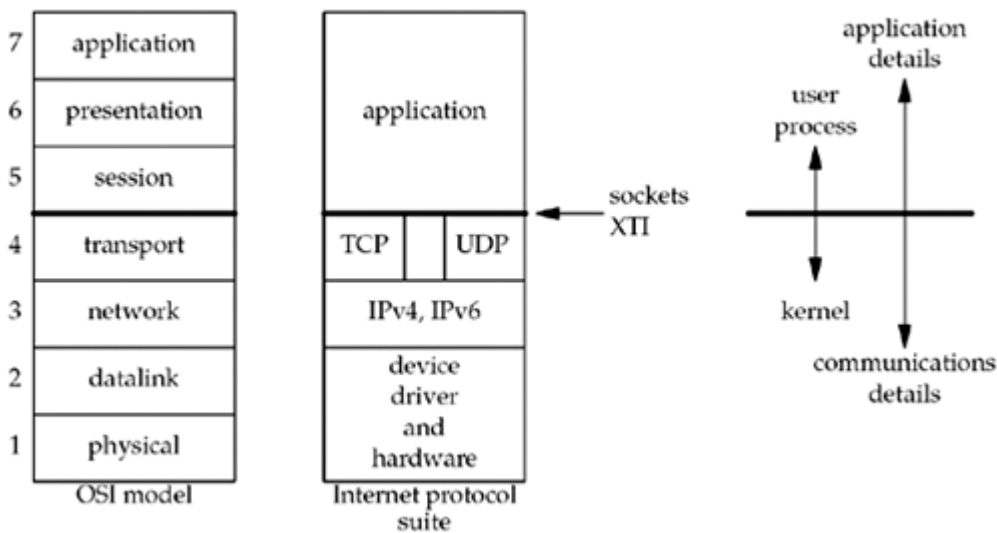 7
application
6
presentation
5
session
4
transport
3
network
2
datalink
1
physical
OSI model
application
TCP
UDP
IPv4, IPv6
device
driver
and
hardware
Internet protocol
suite
sockets
XTI
application
details
user
process
kernel
communications
details